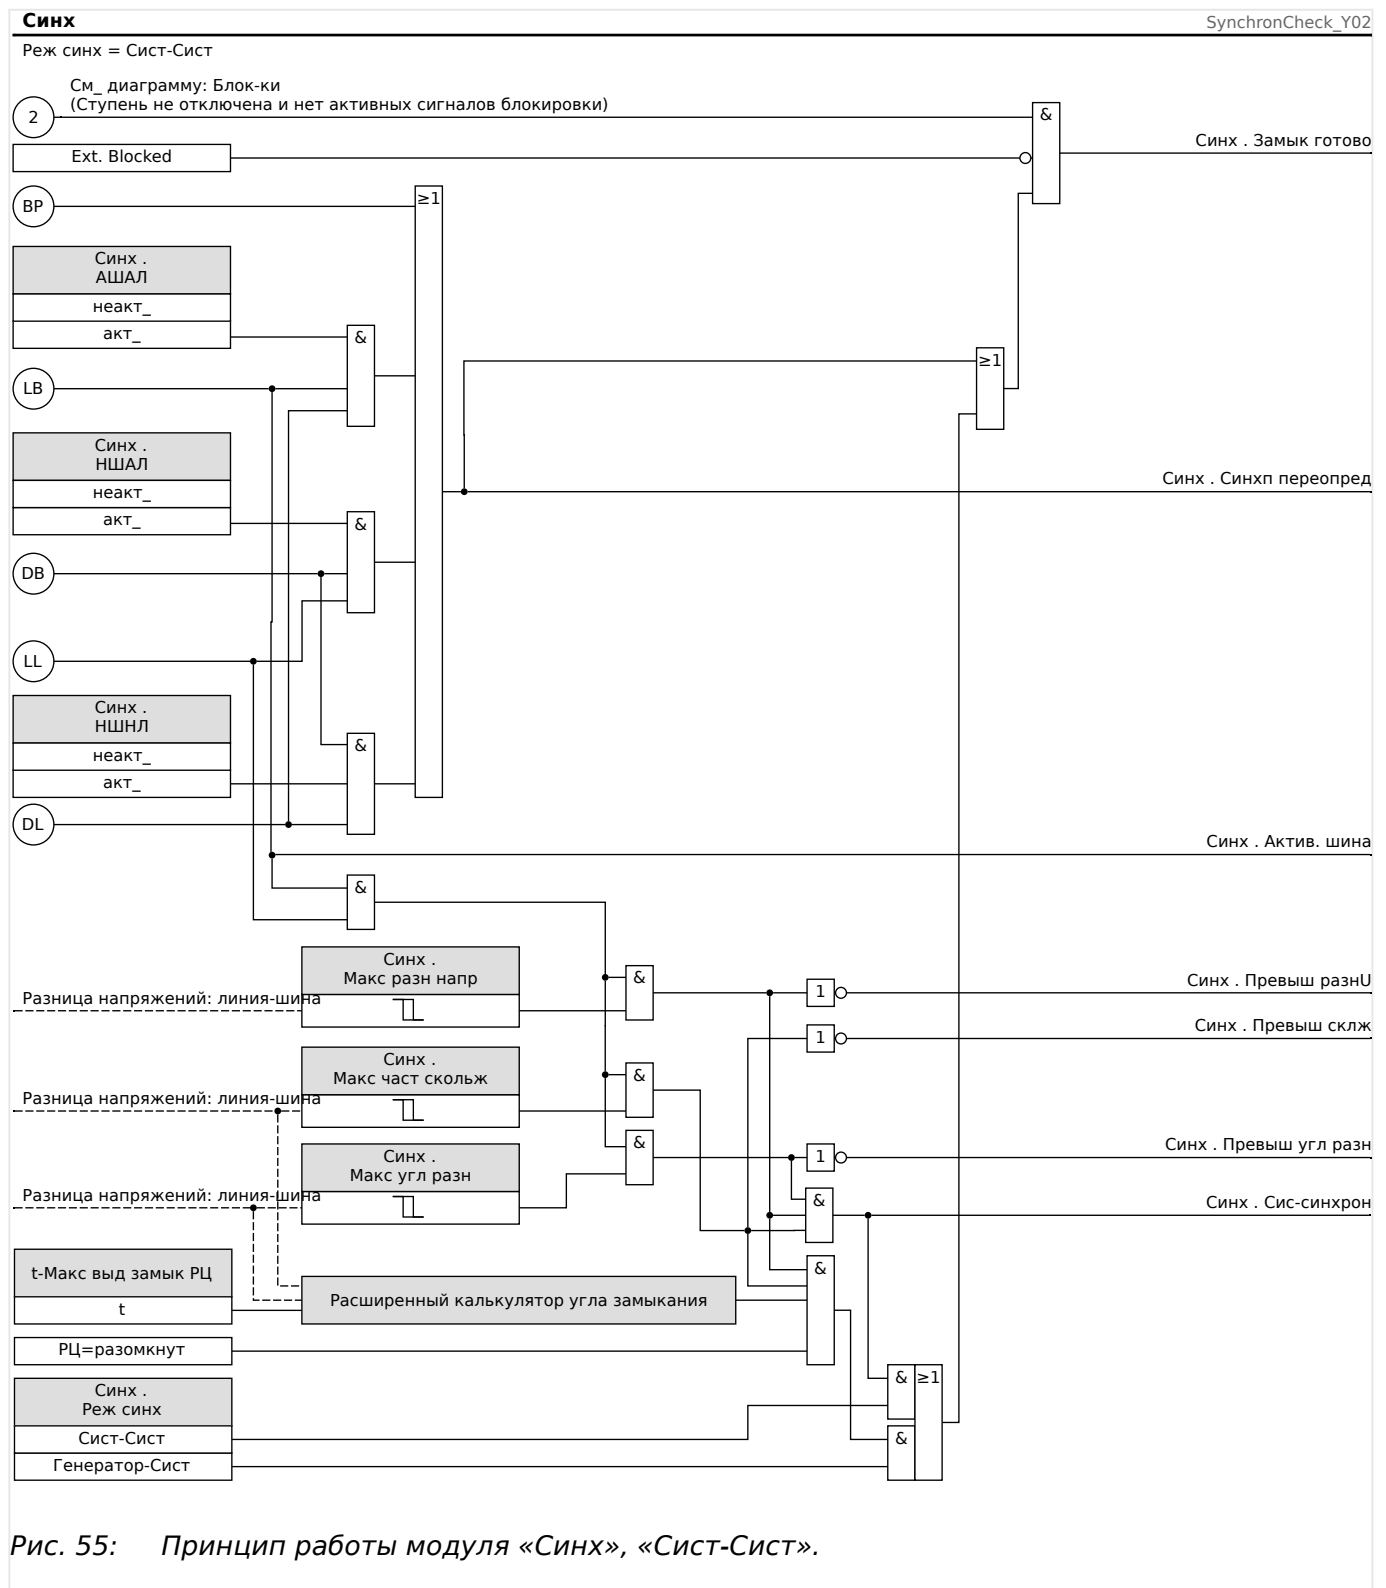 Синх
SynchronCheck_Y02
Реж синх = Сист-Сист
См_ диаграмму: Блок-ки
(Ступень не отключена и нет активных сигналов блокировки)
2
&
Синх . Замык готово
Ext. Blocked
BP
≥1
Синх .
АШАЛ
неакт_
акт_
&
≥1
LB
Синх .
НШАЛ
Синх . Синхп переопред
неакт_
акт_
&
DB
LL
Синх .
НШНЛ
&
неакт_
акт_
DL
Синх . Актив. шина
&
Синх .
Макс разн напр
&
Синх . Превыш разнU
Разница напряжений: линия-шина
1
Синх . Превыш склж
1
Синх .
Макс част скольж
&
Разница напряжений: линия-шина
&
Синх . Превыш угл разн
Синх .
Макс угл разн
1
Разница напряжений: линия-шина
&
Синх . Сис-синхрон
t-Макс выд замык РЦ
&
Расширенный калькулятор угла замыкания
t
РЦ=разомкнут
&
≥1
Синх .
Реж синх
Сист-Сист
&
Генератор-Сист
Рис. 55: Принцип работы модуля «Синх», «Сист-Сист».